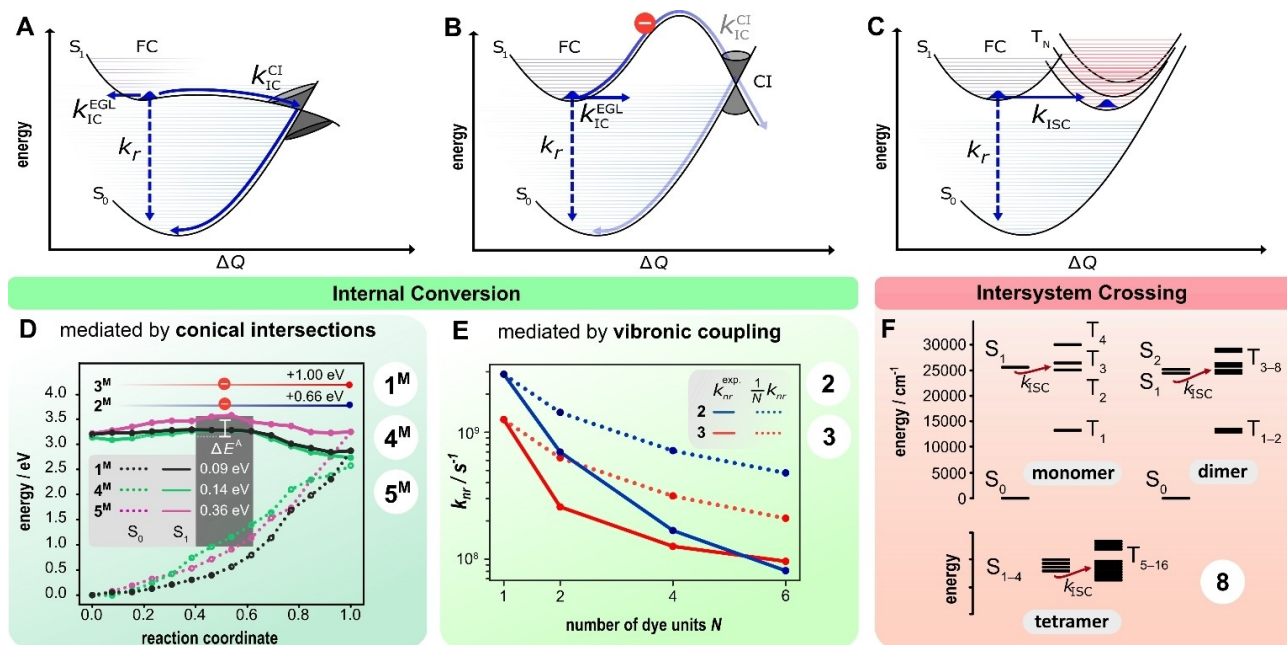 A
S1
FC
k_IC^CI
k_IC^EGL
k_r
S0
energy
ΔQ
B
S1
FC
k_IC^CI
CI
k_IC^EGL
k_r
S0
energy
ΔQ
C
S1
FC
T_N
k_ISC
k_r
S0
energy
ΔQ
Internal Conversion
Intersystem Crossing
D mediated by conical intersections
3^M +1.00 eV
2^M +0.66 eV
ΔE^A
1^M 0.09 eV
4^M 0.14 eV
5^M 0.36 eV
S0 S1
energy / eV
4.0
3.5
3.0
2.5
2.0
1.5
1.0
0.5
0.0
0.0 0.2 0.4 0.6 0.8 1.0
reaction coordinate
1^M
4^M
5^M
E mediated by vibronic coupling
k_nr^exp. 1/N k_nr
2
3
k_nr / s^-1
10^9
10^8
1 2 4 6
number of dye units N
2
3
F
energy / cm^-1
30000
25000
20000
15000
10000
5000
0
S1
k_ISC
T4
T3
T2
T1
S0
monomer
S2
S1
k_ISC
T3–8
T1–2
S0
dimer
energy
S1–4
k_ISC
T5–16
tetramer
8